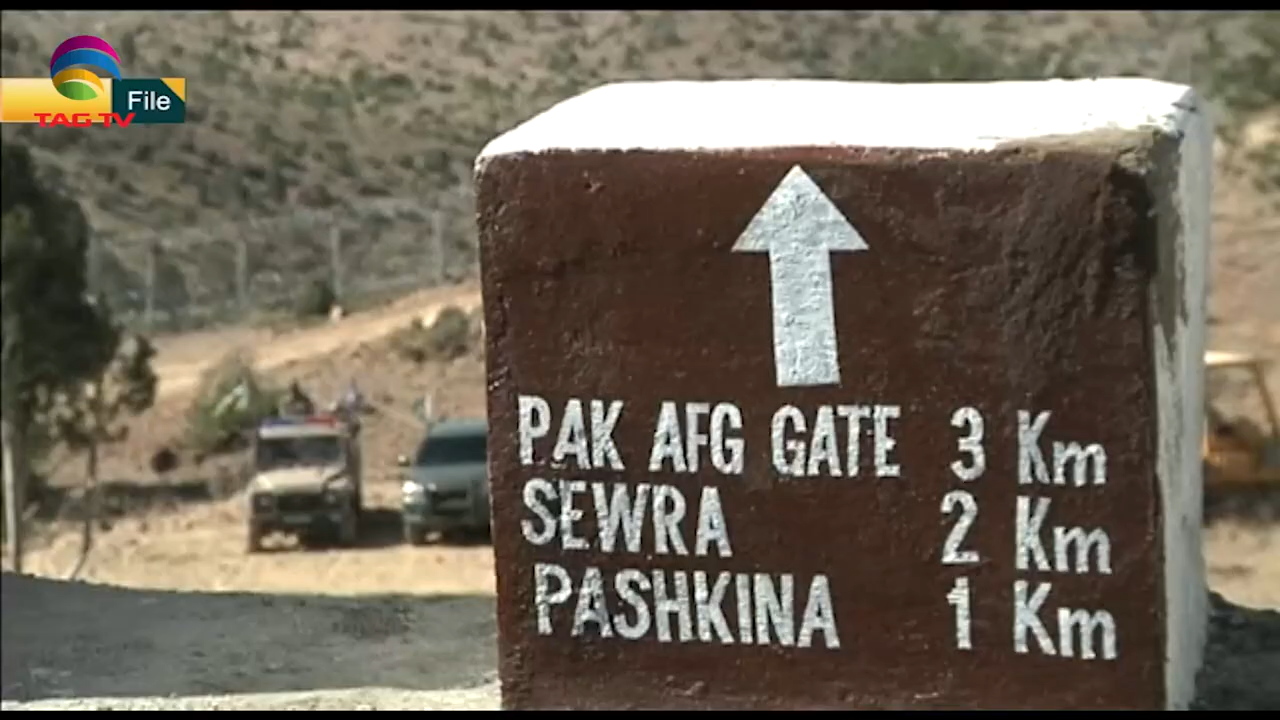 File
TAG TV
PAK AFG GATE 3 Km
SEWRA 2 Km
PASHKINA 1 Km